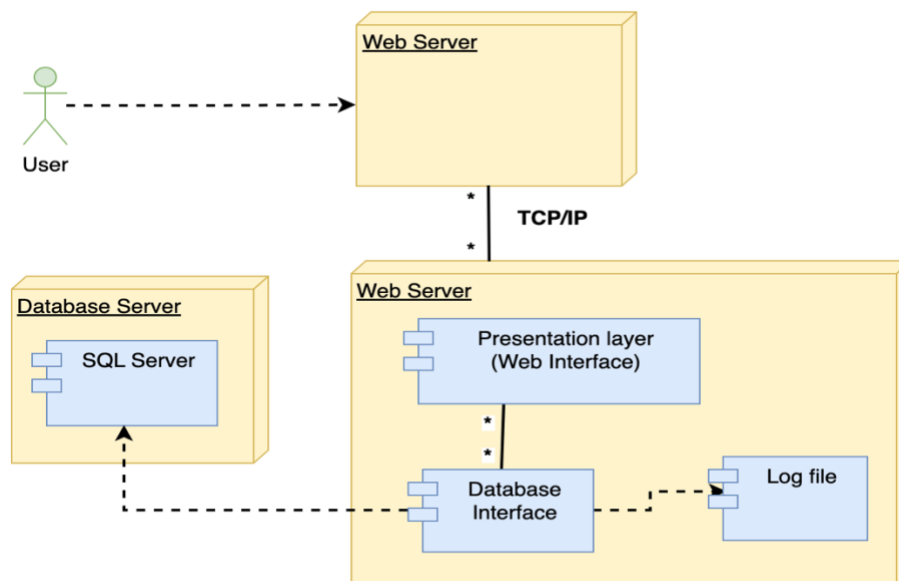 Web Server
User
*
TCP/IP
*
Database Server
SQL Server
Web Server
Presentation layer
(Web Interface)
*
*
Database
Interface
Log file